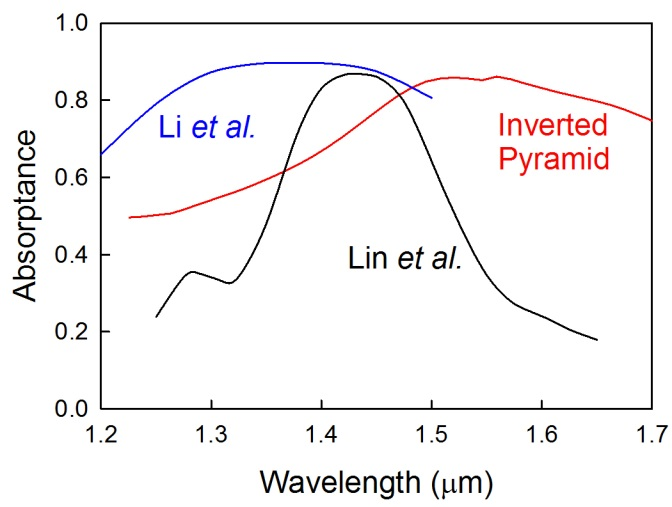 1.0
0.8
0.6
0.4
0.2
0.0
Absorptance
Li et al.
Inverted
Pyramid
Lin et al.
1.2 1.3 1.4 1.5 1.6 1.7
Wavelength (μm)